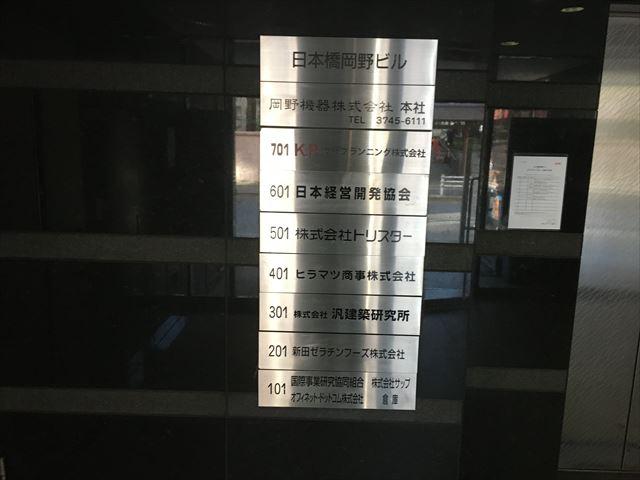 日本橋岡野ビル
岡野機器株式会社 本社
TEL 3745-6111
701 K.P. プランニング株式会社
601 日本経営開発協会
501 株式会社トリスター
401 ヒラマツ商事株式会社
301 株式会社 汎建築研究所
201 新田ゼラチンフーズ株式会社
101 国際事業研究協同組合 株式会社サップ
オフィネット・ドットコム株式会社 倉庫